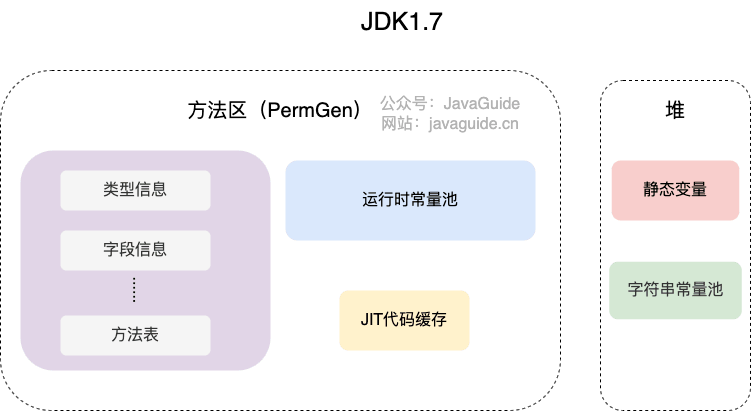 JDK1.7
方法区（PermGen）
公众号：JavaGuide
网站：javaguide.cn
堆
类型信息
字段信息
方法表
运行时常量池
JIT代码缓存
静态变量
字符串常量池